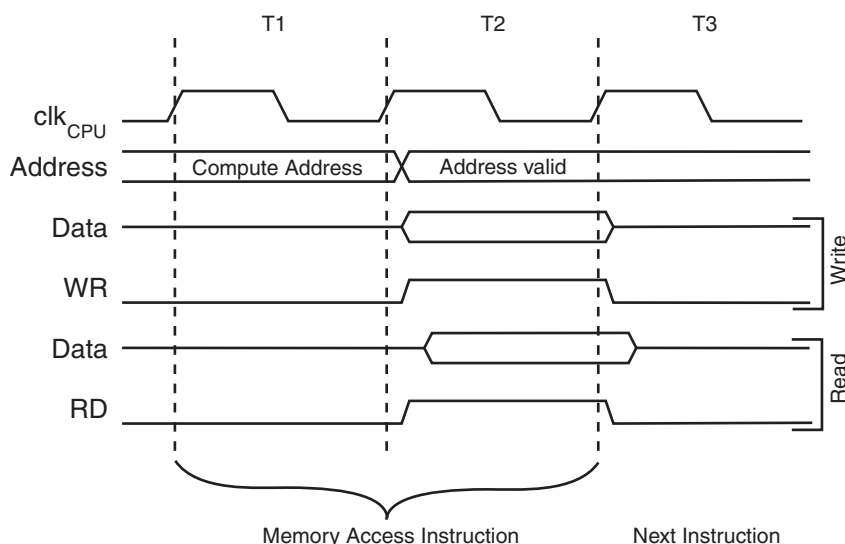 T1 T2 T3
clkCPU
Address Compute Address Address valid
Data
WR
Write
Data
RD
Read
Memory Access Instruction Next Instruction